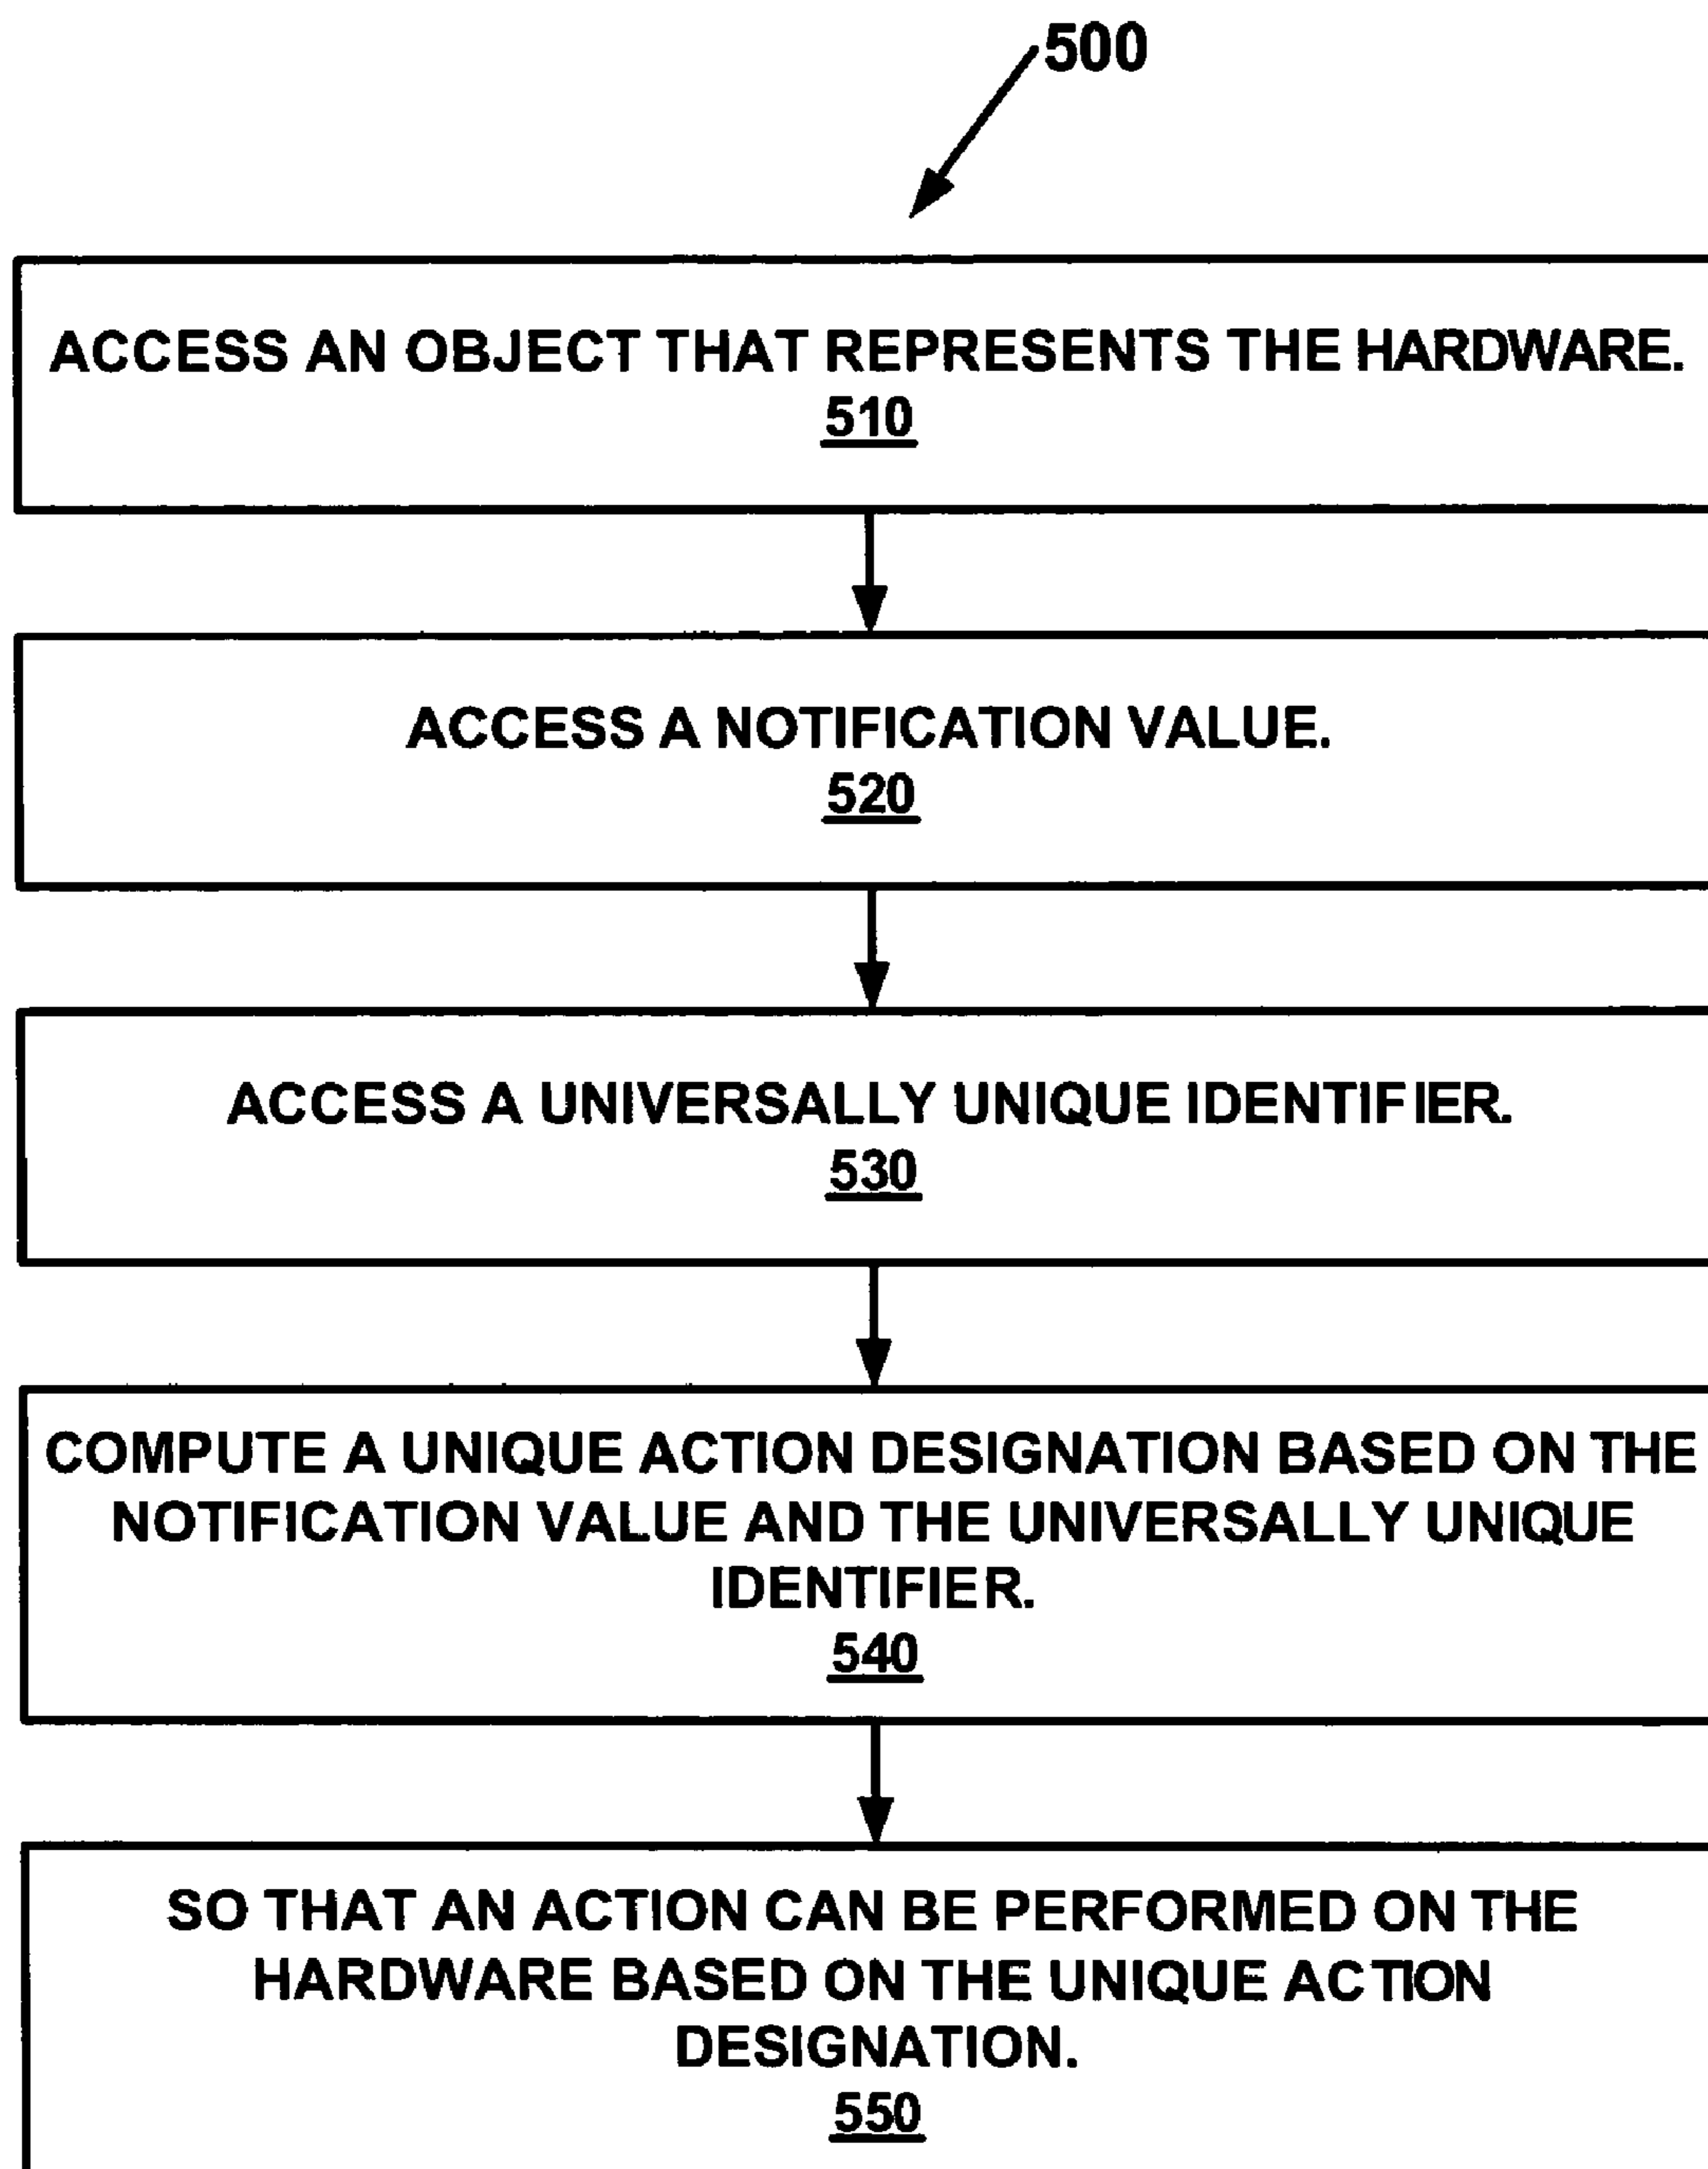 500
ACCESS AN OBJECT THAT REPRESENTS THE HARDWARE.
510
ACCESS A NOTIFICATION VALUE.
520
ACCESS A UNIVERSALLY UNIQUE IDENTIFIER.
530
COMPUTE A UNIQUE ACTION DESIGNATION BASED ON THE
NOTIFICATION VALUE AND THE UNIVERSALLY UNIQUE
IDENTIFIER.
540
SO THAT AN ACTION CAN BE PERFORMED ON THE
HARDWARE BASED ON THE UNIQUE ACTION
DESIGNATION.
550